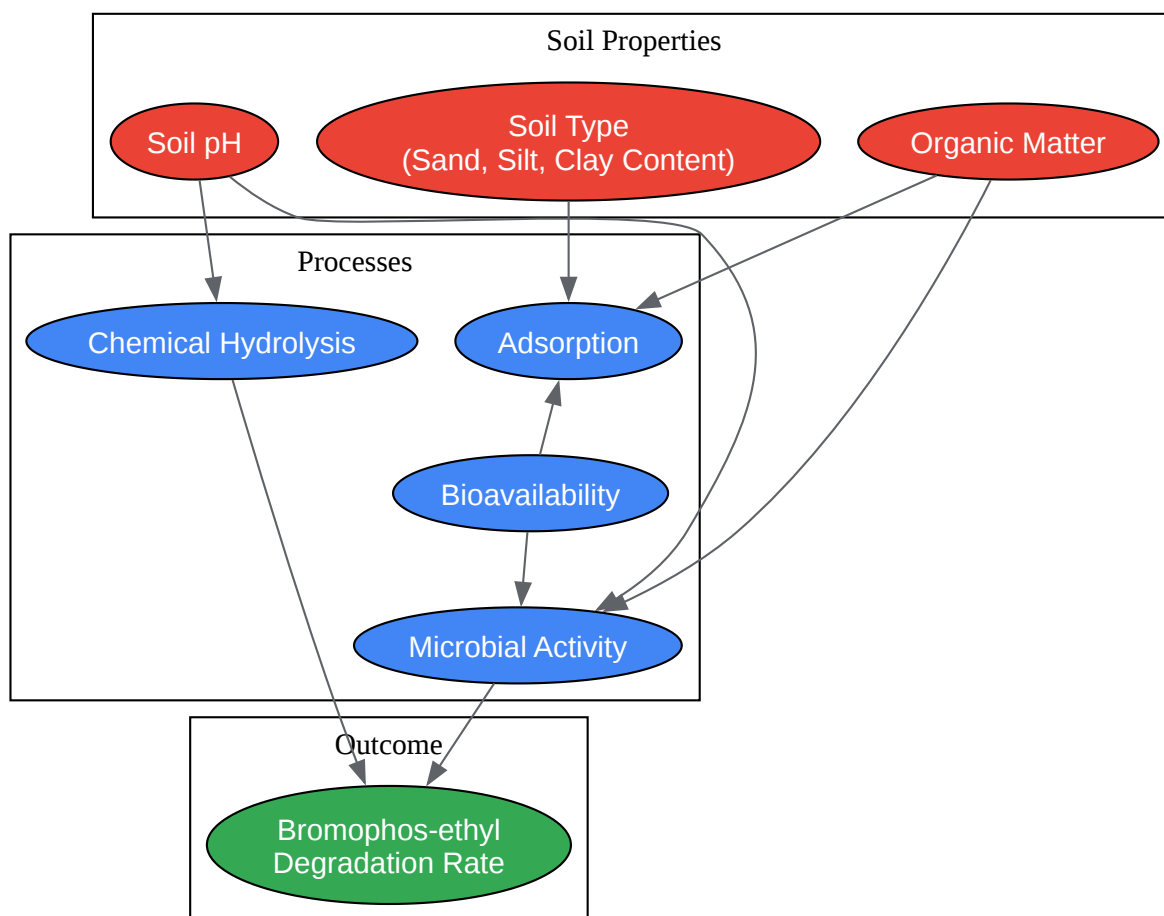 Soil Properties
Soil pH
Soil Type
(Sand, Silt, Clay Content)
Organic Matter
Processes
Chemical Hydrolysis
Adsorption
Bioavailability
Microbial Activity
Outcome
Bromophos-ethyl
Degradation Rate